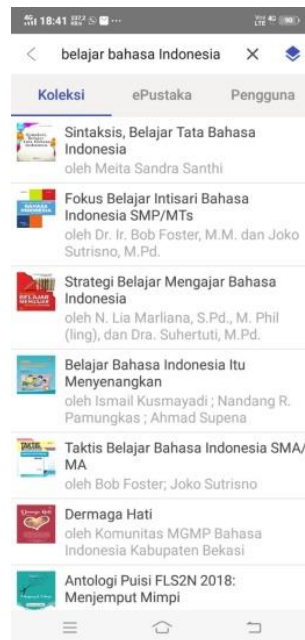 18:41
belajar bahasa Indonesia
Koleksi ePustaka Pengguna
Sintaksis, Belajar Tata Bahasa
Indonesia
oleh Meita Sandra Santhi
Fokus Belajar Intisari Bahasa
Indonesia SMP/MTs
oleh Dr. Ir. Bob Foster, M.M. dan Joko
Sutrisno, M.Pd.
Strategi Belajar Mengajar Bahasa
Indonesia
oleh N. Lia Marliana, S.Pd., M. Phil
(ling), dan Dra. Suhertuti, M.Pd.
Belajar Bahasa Indonesia Itu
Menyenangkan
oleh Ismail Kusmayadi ; Nandang R.
Pamungkas ; Ahmad Supena
Taktis Belajar Bahasa Indonesia SMA/
MA
oleh Bob Foster; Joko Sutrisno
Dermaga Hati
oleh Komunitas MGMP Bahasa
Indonesia Kabupaten Bekasi
Antologi Puisi FLS2N 2018:
Menjemput Mimpi